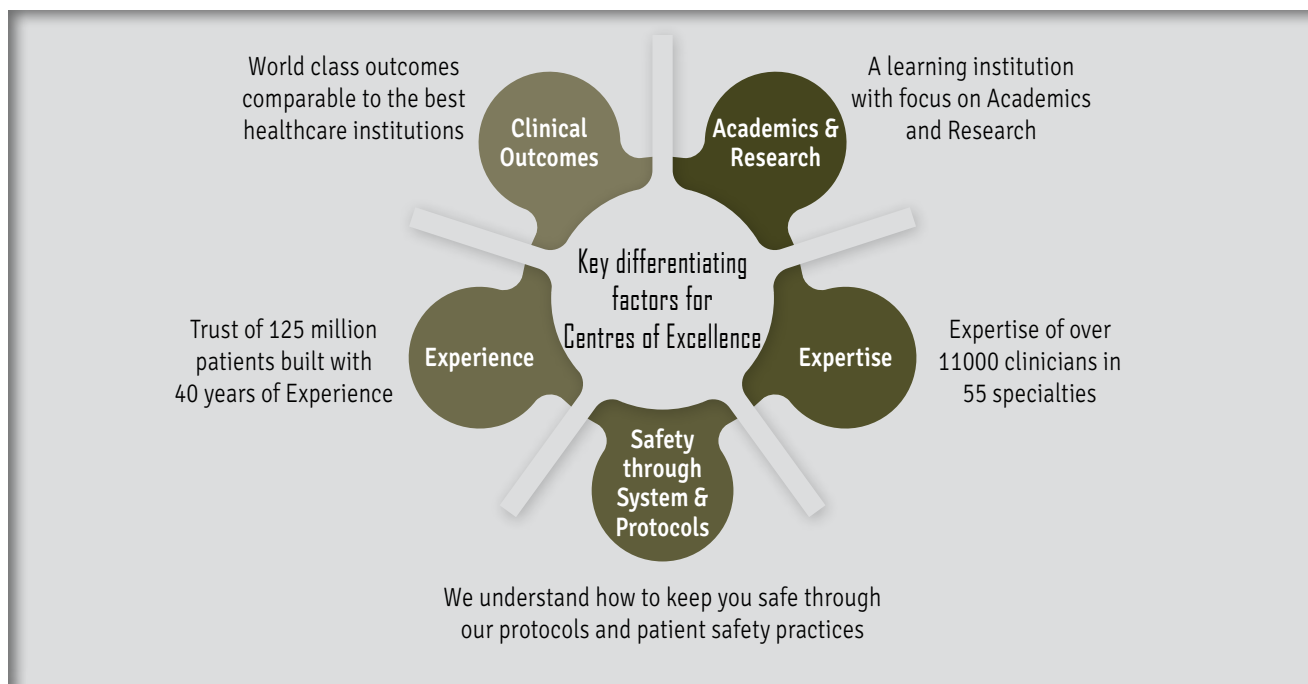 World class outcomes
comparable to the best
healthcare institutions
Clinical
Outcomes
Academics &
Research
A learning institution
with focus on Academics
and Research
Key differentiating
factors for
Centres of Excellence
Trust of 125 million
patients built with
40 years of Experience
Experience
Expertise
Expertise of over
11000 clinicians in
55 specialties
Safety
through
System &
Protocols
We understand how to keep you safe through
our protocols and patient safety practices